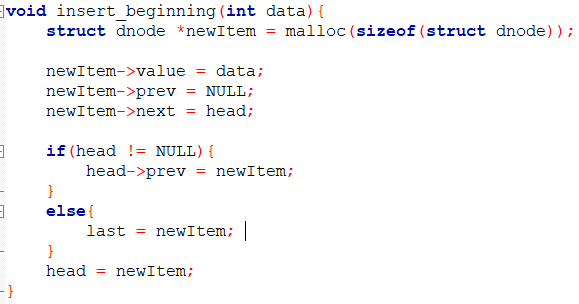 void insert_beginning(int data){
    struct dnode *newItem = malloc(sizeof(struct dnode));

    newItem->value = data;
    newItem->prev = NULL;
    newItem->next = head;

    if(head != NULL){
        head->prev = newItem;
    }
    else{
        last = newItem;
    }
    head = newItem;
}